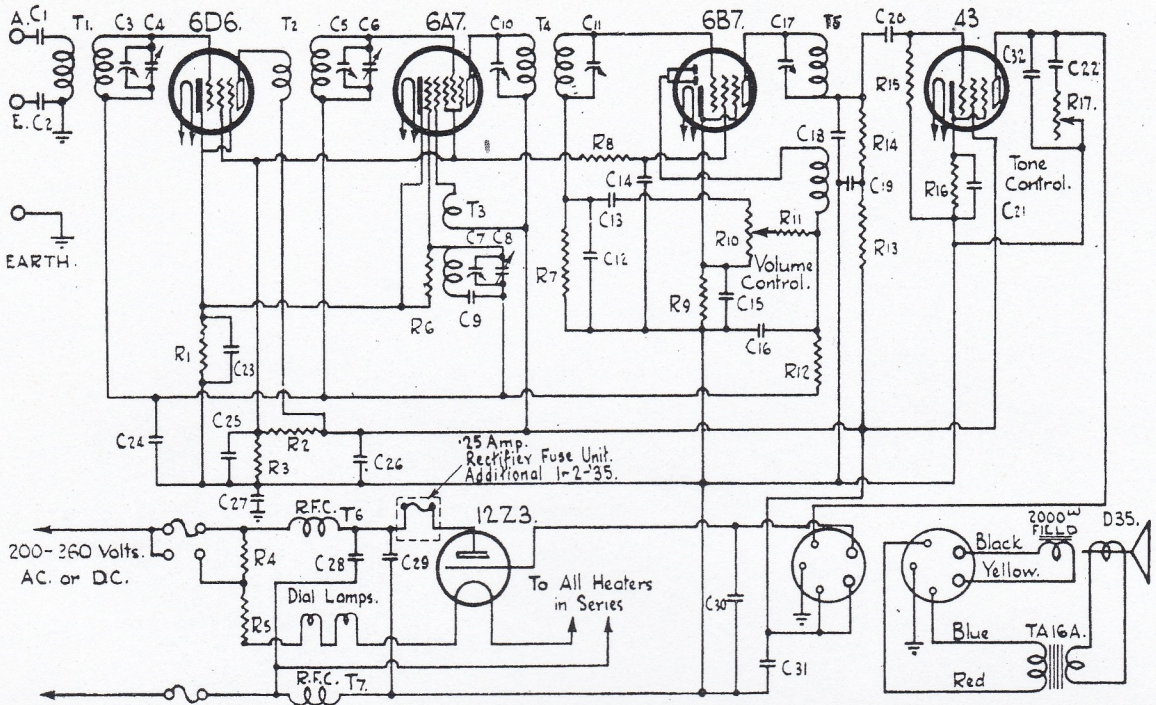 A. C1
E. C2
EARTH.
T1. C3 C4
6D6.
T2
C5 C6
6A7.
C10 T4
C11
6B7
C17 T5
C20
43
C32
C22
R17.
R15
R14
C18
C19
R16
C21
Tone
Control.
R13
R8
C14
C13
C12
R7
R10
R11
Volume
Control.
R9
C15
C16
R12
T3
C7 C8
R6
C9
R1
C23
C24
C25
R2
R3
C26
C27
.25 Amp.
Rectifier Fuse Unit.
Additional 1-2-'35.
200-260 Volts.
AC. or D.C.
R.F.C. T6
R4
C28
C29
12Z3.
Dial Lamps.
R5
To All Heaters
in Series
R.F.C. T7.
C30
C31
Black
Yellow.
Blue
Red
2000ω
FIELD
D35.
TA16A.